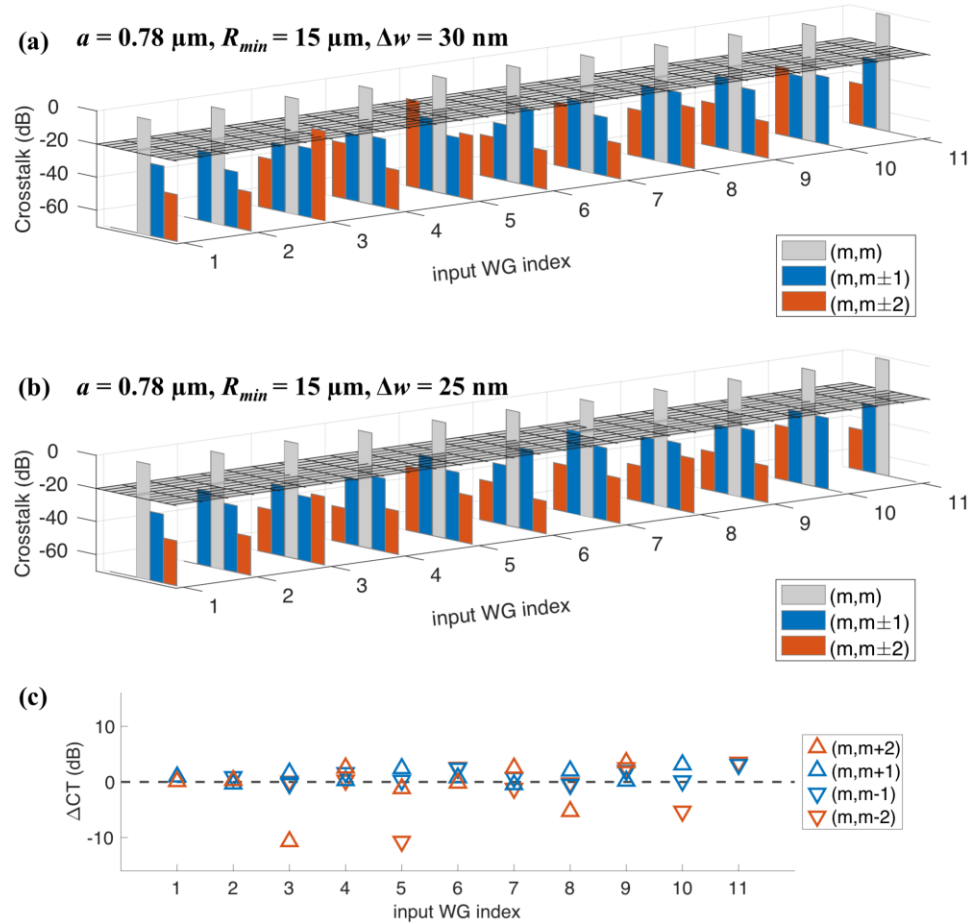 (a) a = 0.78 μm, Rmin = 15 μm, Δw = 30 nm
Crosstalk (dB)
0
-20
-40
-60
1
2
3
4
5
6
7
8
9
10
11
input WG index
(m,m)
(m,m±1)
(m,m±2)
(b) a = 0.78 μm, Rmin = 15 μm, Δw = 25 nm
Crosstalk (dB)
0
-20
-40
-60
1
2
3
4
5
6
7
8
9
10
11
input WG index
(m,m)
(m,m±1)
(m,m±2)
(c)
ΔCT (dB)
10
0
-10
1 2 3 4 5 6 7 8 9 10 11
input WG index
(m,m+2)
(m,m+1)
(m,m-1)
(m,m-2)